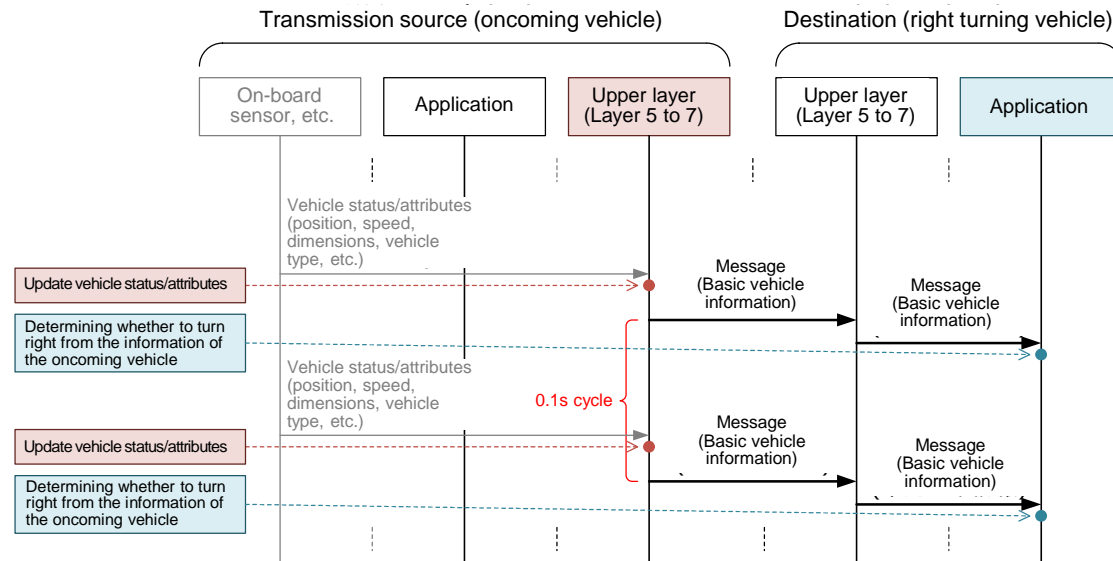 Transmission source (oncoming vehicle)
Destination (right turning vehicle)
On-board
sensor, etc.
Application
Upper layer
(Layer 5 to 7)
Upper layer
(Layer 5 to 7)
Application
Vehicle status/attributes
(position, speed,
dimensions, vehicle
type, etc.)
Update vehicle status/attributes
Message
(Basic vehicle
information)
Message
(Basic vehicle
information)
Determining whether to turn
right from the information of
the oncoming vehicle
Vehicle status/attributes
(position, speed,
dimensions, vehicle
type, etc.)
0.1s cycle
Update vehicle status/attributes
Message
(Basic vehicle
information)
Message
(Basic vehicle
information)
Determining whether to turn
right from the information of
the oncoming vehicle